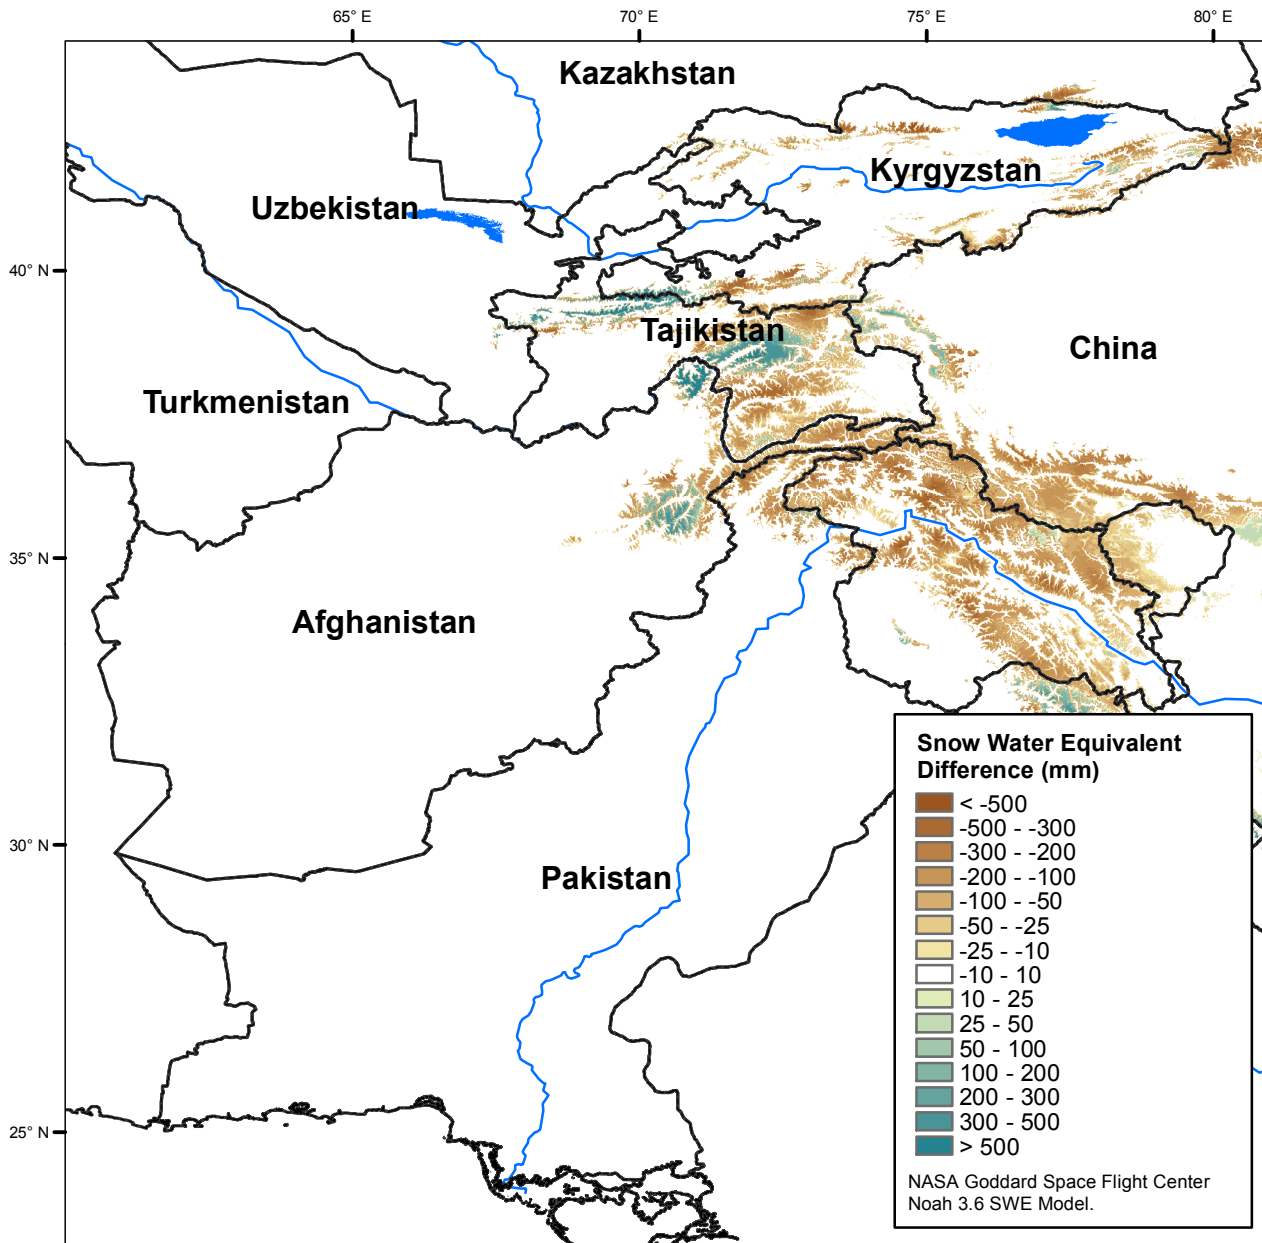 65° E
70° E
75° E
80° E
Kazakhstan
Kyrgyzstan
Uzbekistan
40° N
Tajikistan
China
Turkmenistan
35° N
Afghanistan
Snow Water Equivalent
Difference (mm)
< -500
-500 - -300
-300 - -200
-200 - -100
-100 - -50
-50 - -25
-25 - -10
-10 - 10
10 - 25
25 - 50
50 - 100
100 - 200
200 - 300
300 - 500
> 500
NASA Goddard Space Flight Center
Noah 3.6 SWE Model.
30° N
Pakistan
25° N